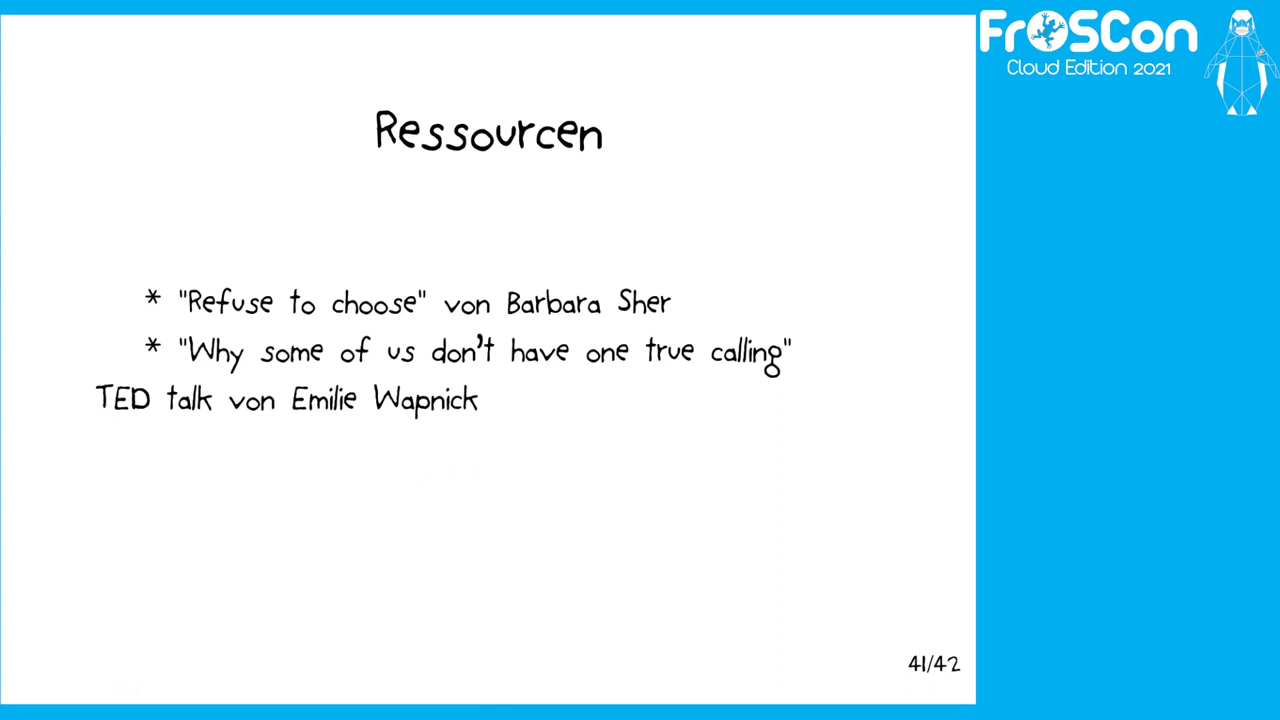 FrOSCon
Cloud Edition 2021
Ressourcen
* "Refuse to choose" von Barbara Sher
* "Why some of us don't have one true calling"
TED talk von Emilie Wapnick
41/42